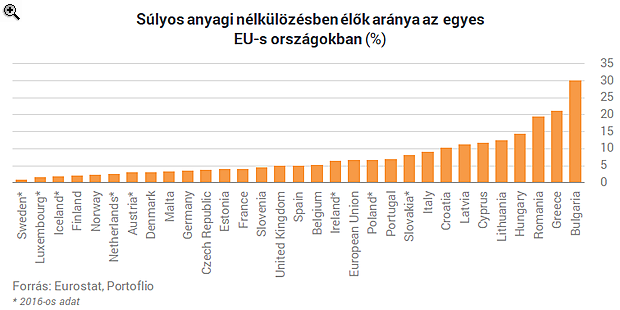 Súlyos anyagi nélkülözésben élők aránya az egyes
EU-s országokban (%)
35
30
25
20
15
10
5
0
Sweden*
Luxembourg*
Iceland*
Finland
Norway
Netherlands*
Austria*
Denmark
Malta
Germany
Czech Republic
Estonia
France
Slovenia
United Kingdom
Spain
Belgium
Ireland*
European Union
Poland*
Portugal
Slovakia*
Italy
Croatia
Latvia
Cyprus
Lithuania
Hungary
Romania
Greece
Bulgaria
Forrás: Eurostat, Portoflio
* 2016-os adat